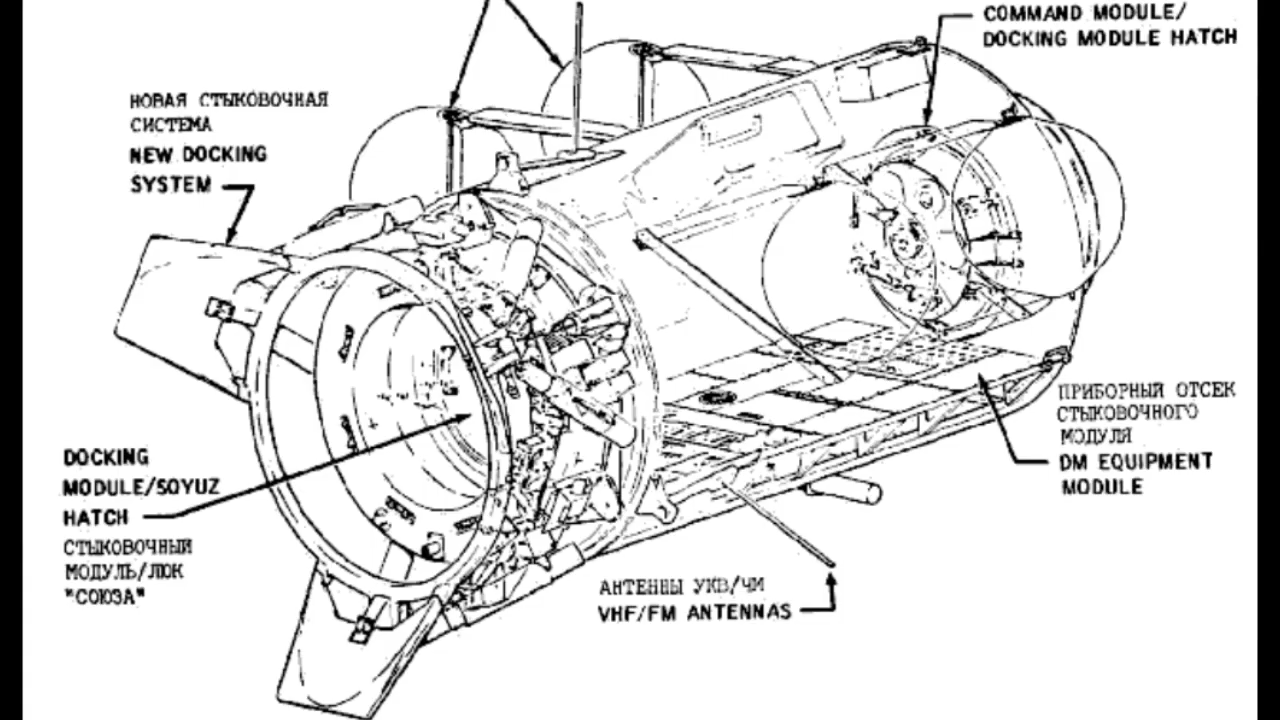 COMMAND MODULE/
DOCKING MODULE HATCH
НОВАЯ СТЫКОВОЧНАЯ
СИСТЕМА
NEW DOCKING
SYSTEM
ПРИБОРНЫЙ ОТСЕК
СТЫКОВОЧНОГО
МОДУЛЯ
DM EQUIPMENT
MODULE
DOCKING
MODULE/SOYUZ
HATCH
СТЫКОВОЧНЫЙ
МОДУЛЬ/ЛЮК
"СОЮЗА"
АНТЕННЫ УКВ/ЧМ
VHF/FM ANTENNAS